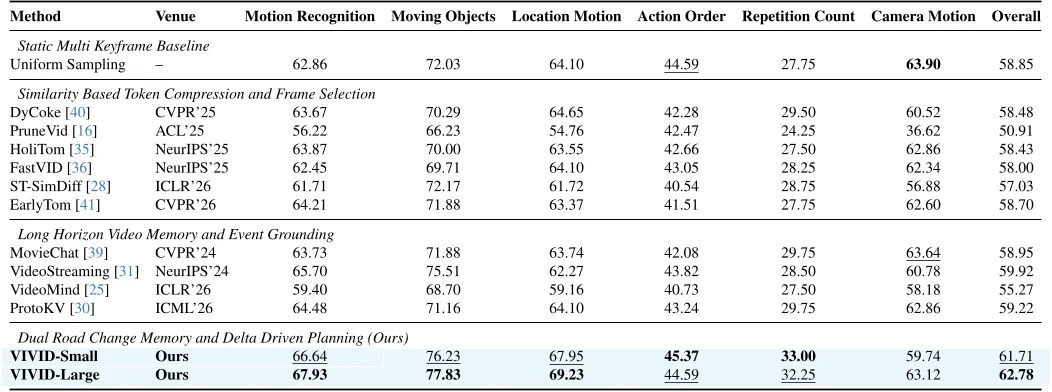 Method Venue Motion Recognition Moving Objects Location Motion Action Order Repetition Count Camera Motion Overall
Static Multi Keyframe Baseline
Uniform Sampling – 62.86 72.03 64.10 44.59 27.75 63.90 58.85
Similarity Based Token Compression and Frame Selection
DyCoke [40] CVPR'25 63.67 70.29 64.65 42.28 29.50 60.52 58.48
PruneVid [16] ACL'25 56.22 66.23 54.76 42.47 24.25 36.62 50.91
HoliTom [35] NeurIPS'25 63.87 70.00 63.55 42.66 27.50 62.86 58.43
FastVID [36] NeurIPS'25 62.45 69.71 64.10 43.05 28.25 62.34 58.00
ST-SimDiff [28] ICLR'26 61.71 72.17 61.72 40.54 28.75 56.88 57.03
EarlyTom [41] CVPR'26 64.21 71.88 63.37 41.51 27.75 62.60 58.70
Long Horizon Video Memory and Event Grounding
MovieChat [39] CVPR'24 63.73 71.88 63.74 42.08 29.75 63.64 58.95
VideoStreaming [31] NeurIPS'24 65.70 75.51 62.27 43.82 28.50 60.78 59.92
VideoMind [25] ICLR'26 59.40 68.70 59.16 40.73 27.50 58.18 55.27
ProtoKV [30] ICML'26 64.48 71.16 64.10 43.24 29.75 62.86 59.22
Dual Road Change Memory and Delta Driven Planning (Ours)
VIVID-Small Ours 66.64 76.23 67.95 45.37 33.00 59.74 61.71
VIVID-Large Ours 67.93 77.83 69.23 44.59 32.25 63.12 62.78